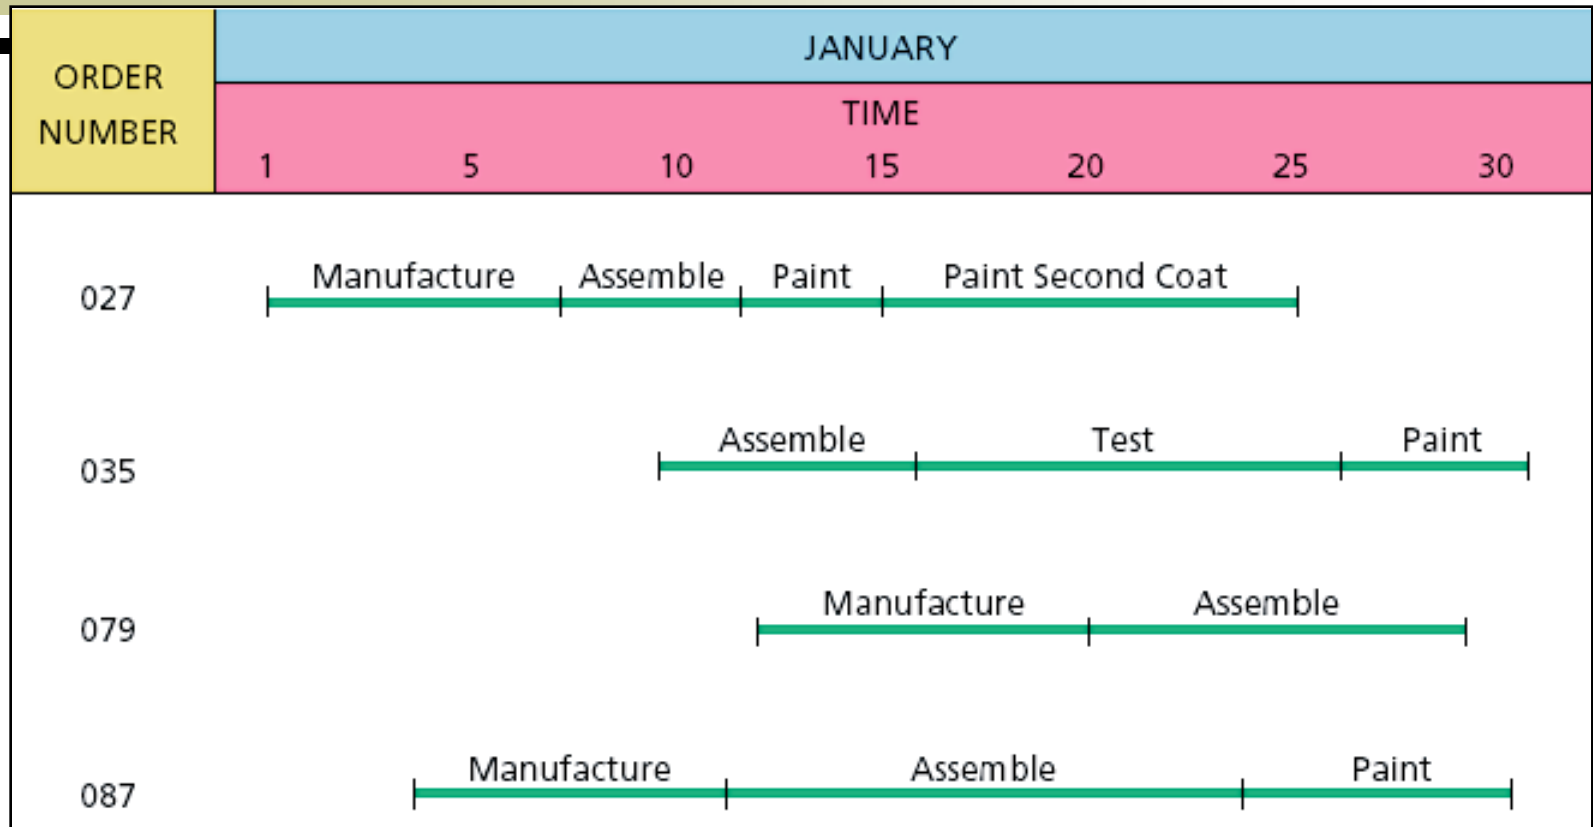 JANUARY
ORDER
NUMBER
TIME
1 5 10 15 20 25 30
Manufacture Assemble Paint Paint Second Coat
027
Assemble Test Paint
035
Manufacture Assemble
079
Manufacture Assemble Paint
087